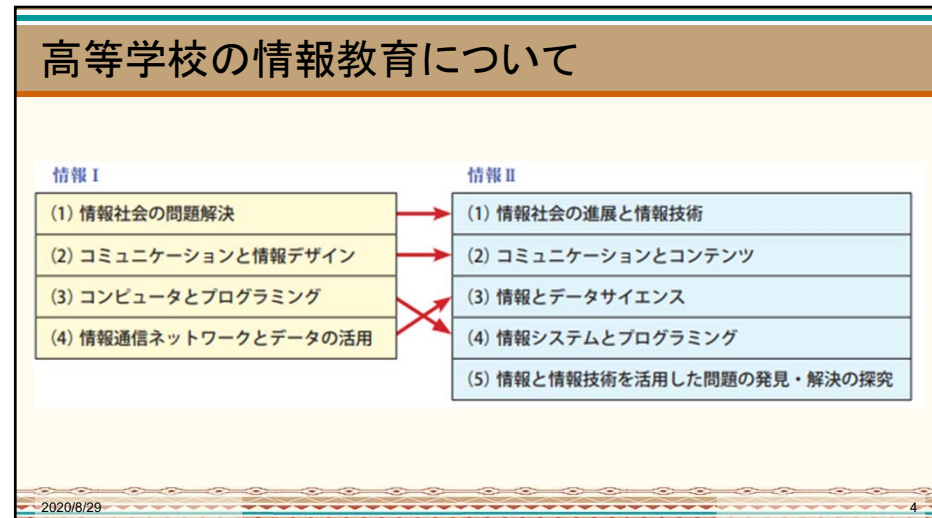 高等学校の情報教育について
情報Ⅰ
(1) 情報社会の問題解決
(2) コミュニケーションと情報デザイン
(3) コンピュータとプログラミング
(4) 情報通信ネットワークとデータの活用
情報Ⅱ
(1) 情報社会の進展と情報技術
(2) コミュニケーションとコンテンツ
(3) 情報とデータサイエンス
(4) 情報システムとプログラミング
(5) 情報と情報技術を活用した問題の発見・解決の探究
2020/8/29
4